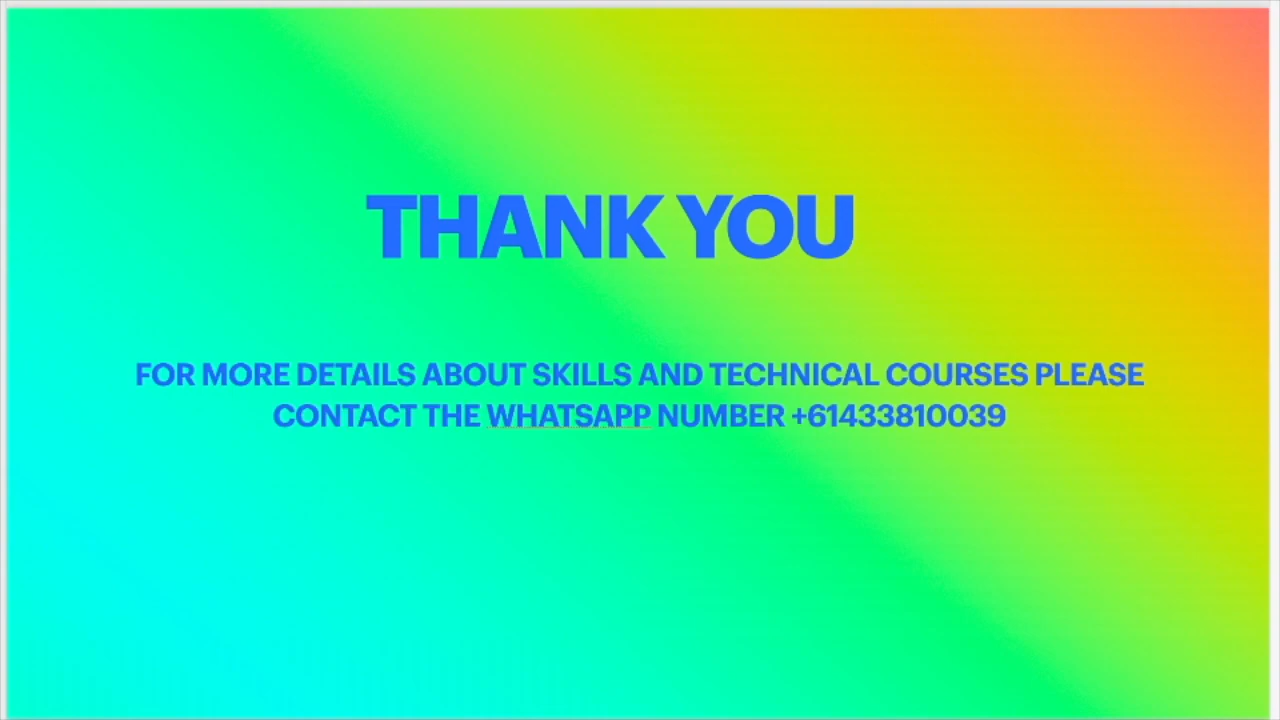 THANK YOU
FOR MORE DETAILS ABOUT SKILLS AND TECHNICAL COURSES PLEASE
CONTACT THE WHATSAPP NUMBER +61433810039